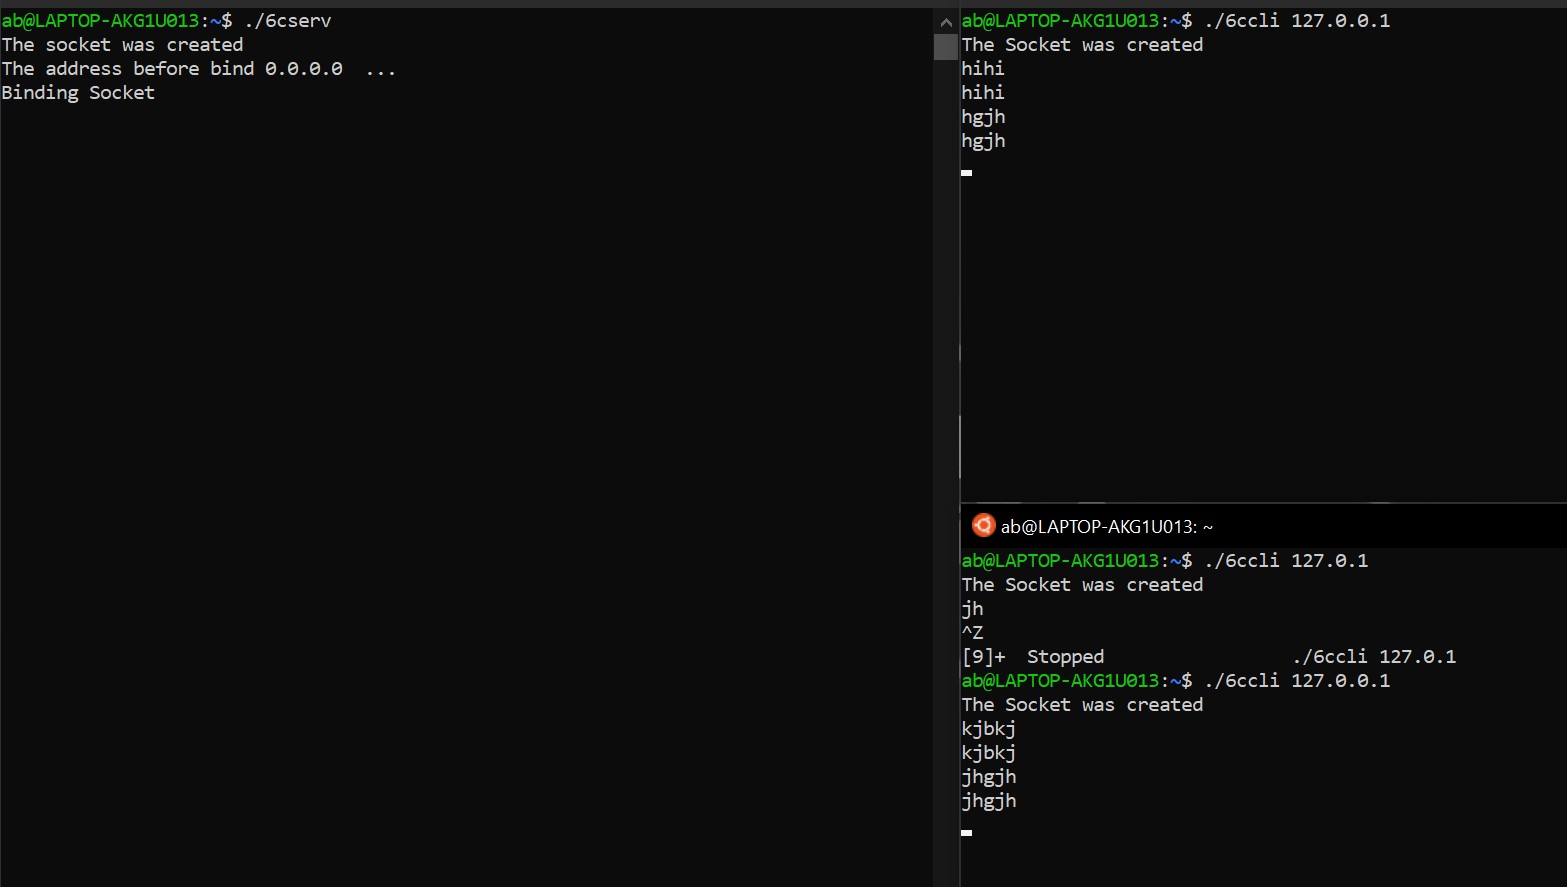 ab@LAPTOP-AKG1U013:~$ ./6cserv
The socket was created
The address before bind 0.0.0.0  ...
Binding Socket
ab@LAPTOP-AKG1U013:~$ ./6ccli 127.0.0.1
The Socket was created
hihi
hihi
hgjh
hgjh
ab@LAPTOP-AKG1U013: ~
ab@LAPTOP-AKG1U013:~$ ./6ccli 127.0.1
The Socket was created
jh
^Z
[9]+  Stopped                 ./6ccli 127.0.1
ab@LAPTOP-AKG1U013:~$ ./6ccli 127.0.0.1
The Socket was created
kjbkj
kjbkj
jhgjh
jhgjh